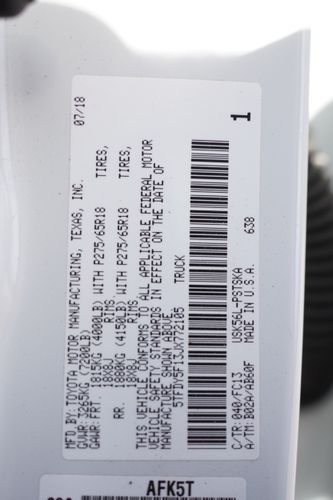 MFD.BY:TOYOTA MOTOR MANUFACTURING, TEXAS, INC. 07/18
GVWR: 3265KG (7200LB)
GAWR: FRT. 1815KG (4000LB) WITH P275/65R18 TIRES,
18x8J RIMS,
RR. 1880KG (4150LB) WITH P275/65R18 TIRES,
18x8J RIMS,
THIS VEHICLE CONFORMS TO ALL APPLICABLE FEDERAL MOTOR
VEHICLE SAFETY STANDARDS IN EFFECT ON THE DATE OF
MANUFACTURE SHOWN ABOVE.
5TFDY5F13JX772105 TRUCK
C/TR: 040/FC13 USK56L-PSTSKA 638 1
A/TM: B02A/AB60F MADE IN U.S.A.
AFK5T